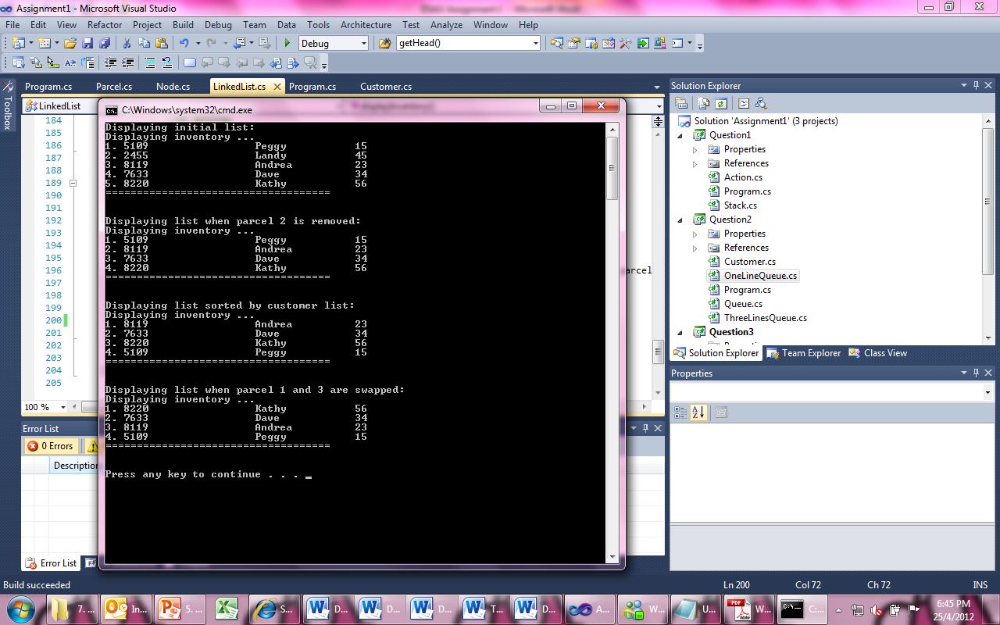 Assignment1 - Microsoft Visual Studio
File Edit View Refactor Project Build Debug Team Data Tools Architecture Test Analyze Window Help
Debug getHead()
Program.cs Parcel.cs Node.cs LinkedList.cs Program.cs Customer.cs
Toolbox
LinkedList
184
185
186
187
188
189
190
191
192
193
194
195
196
197
198
199
200
201
202
203
204
205
arcel
100 %
C:\Windows\system32\cmd.exe
Displaying initial list:
Displaying inventory ...
1. 5109 Peggy 15
2. 2455 Landy 45
3. 8119 Andrea 23
4. 7633 Dave 34
5. 8220 Kathy 56
====================================
Displaying list when parcel 2 is removed:
Displaying inventory ...
1. 5109 Peggy 15
2. 8119 Andrea 23
3. 7633 Dave 34
4. 8220 Kathy 56
====================================
Displaying list sorted by customer list:
Displaying inventory ...
1. 8119 Andrea 23
2. 7633 Dave 34
3. 8220 Kathy 56
4. 5109 Peggy 15
====================================
Displaying list when parcel 1 and 3 are swapped:
Displaying inventory ...
1. 8220 Kathy 56
2. 7633 Dave 34
3. 8119 Andrea 23
4. 5109 Peggy 15
====================================
Press any key to continue . . . _
Solution Explorer
Solution 'Assignment1' (3 projects)
Question1
Properties
References
Action.cs
Program.cs
Stack.cs
Question2
Properties
References
Customer.cs
OneLineQueue.cs
Program.cs
Queue.cs
ThreeLinesQueue.cs
Question3
Solution Explorer Team Explorer Class View
Properties
Error List
0 Errors
Description
Error List
Build succeeded Ln 200 Col 72 Ch 72 INS
7. ... In... 5. ... S... D... D... D... T... D... A... W... U... W... C:...
6:45 PM
25/4/2012